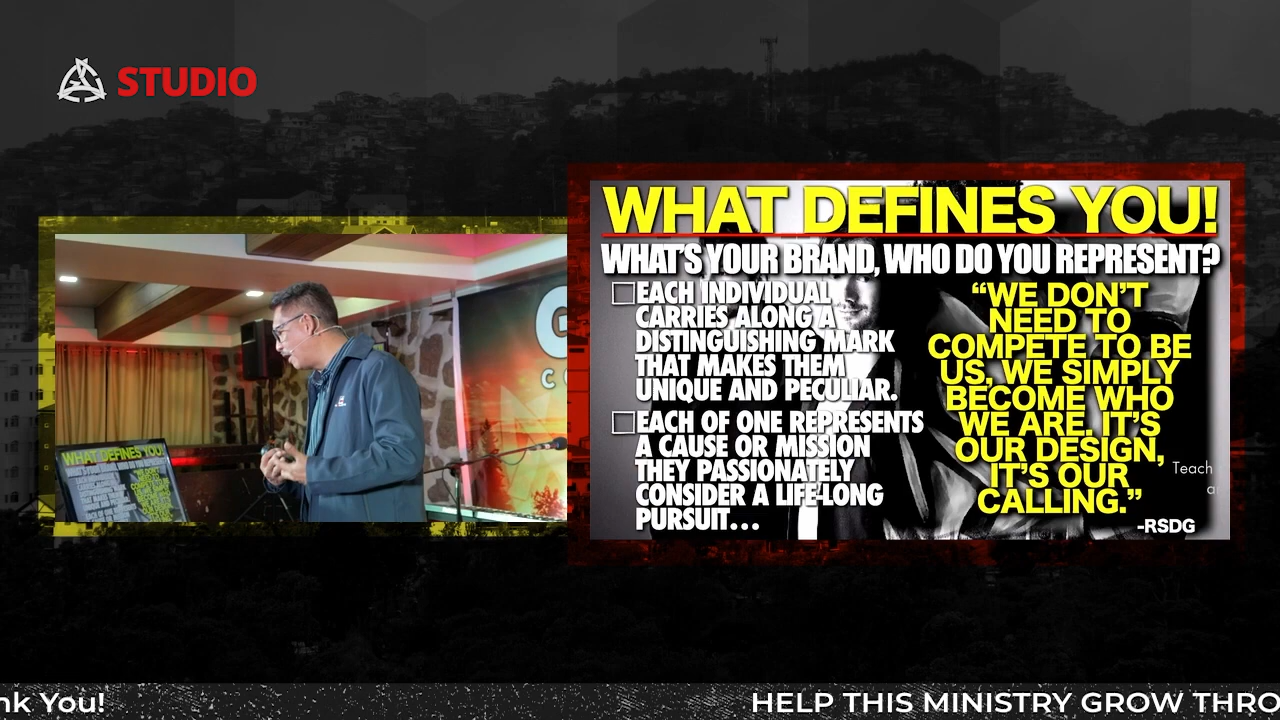 STUDIO
WHAT DEFINES YOU!
WHAT'S YOUR BRAND, WHO DO YOU REPRESENT?
EACH INDIVIDUAL
CARRIES ALONG A
DISTINGUISHING MARK
THAT MAKES THEM
UNIQUE AND PECULIAR.
EACH OF ONE REPRESENTS
A CAUSE OR MISSION
THEY PASSIONATELY
CONSIDER A LIFE-LONG
PURSUIT...
“WE DON’T
NEED TO
COMPETE TO BE
US, WE SIMPLY
BECOME WHO
WE ARE. IT’S
OUR DESIGN,
IT’S OUR
CALLING.”
-RSDG
Teach
WHAT DEFINES YOU!
nk You!
HELP THIS MINISTRY GROW THRO